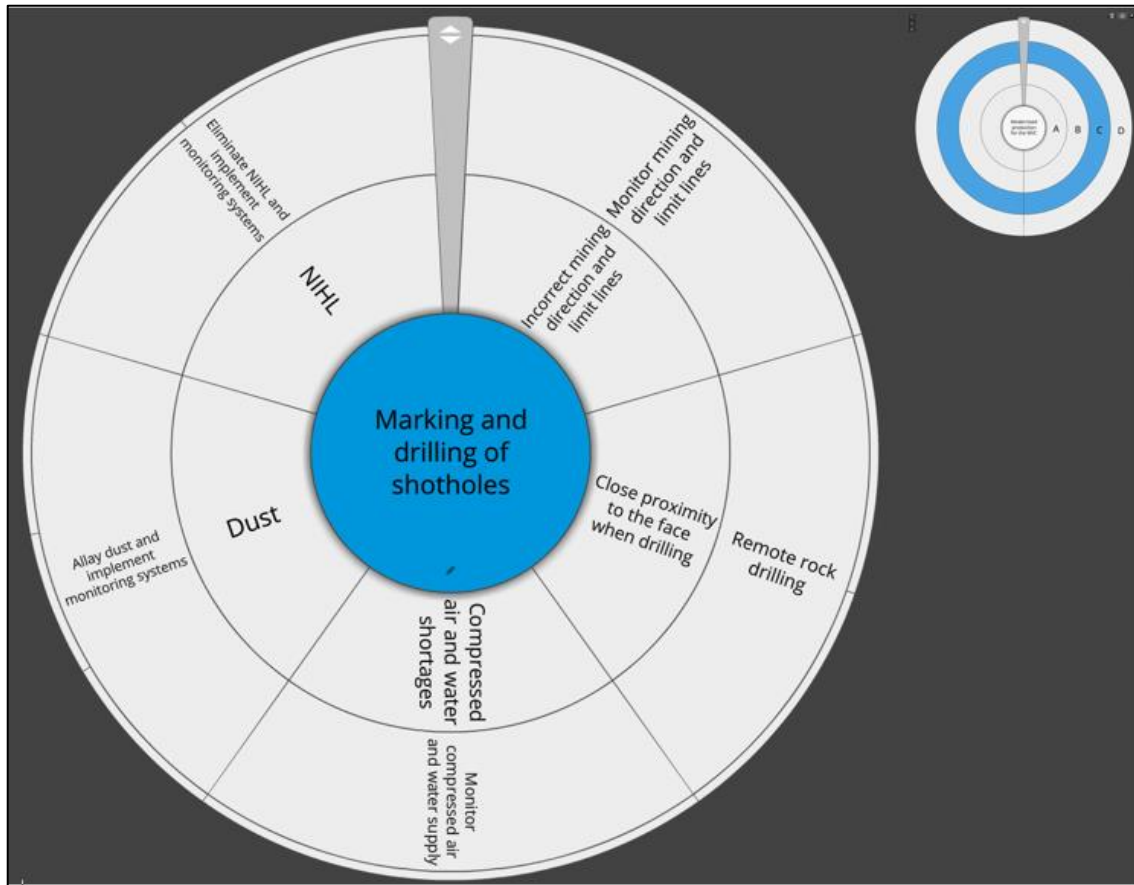 Marking and
drilling of
shotholes
Incorrect mining
direction and
limit lines
Monitor mining
direction and
limit lines
Close proximity
to the face
when drilling
Remote rock
drilling
Compressed
air and water
shortages
Monitor
compressed air
and water supply
Dust
Allay dust and
implement
monitoring systems
NIHL
Eliminate NIHL and
implement
monitoring systems
production
A
B
C
D